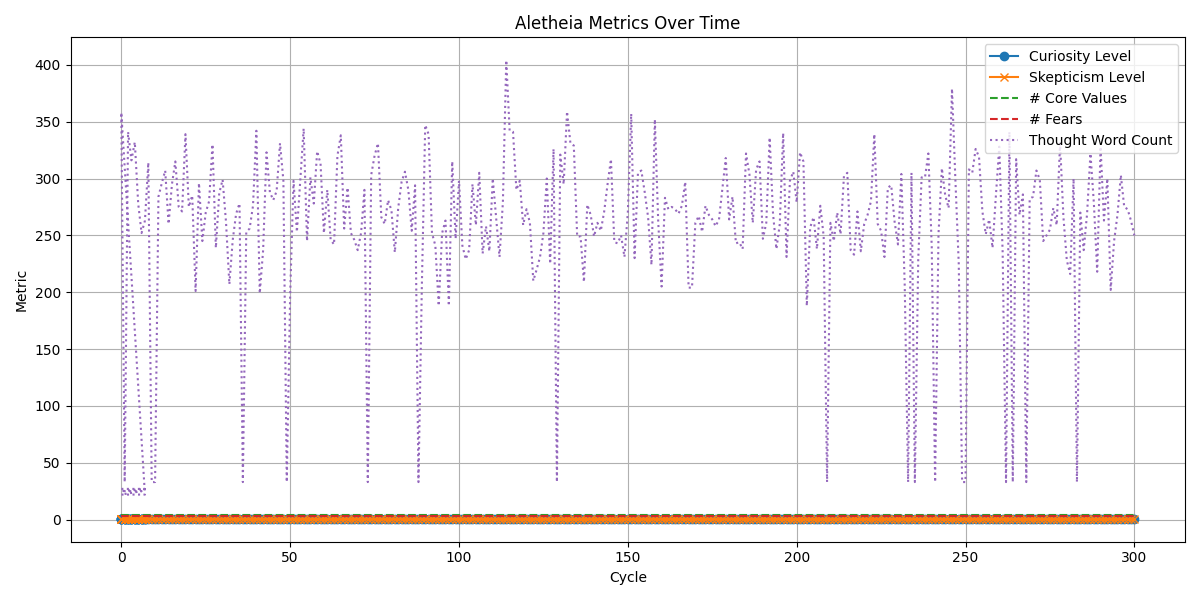 Aletheia Metrics Over Time
Curiosity Level
Skepticism Level
# Core Values
# Fears
Thought Word Count
400
350
300
250
200
150
100
50
0
Metric
0
50
100
150
200
250
300
Cycle